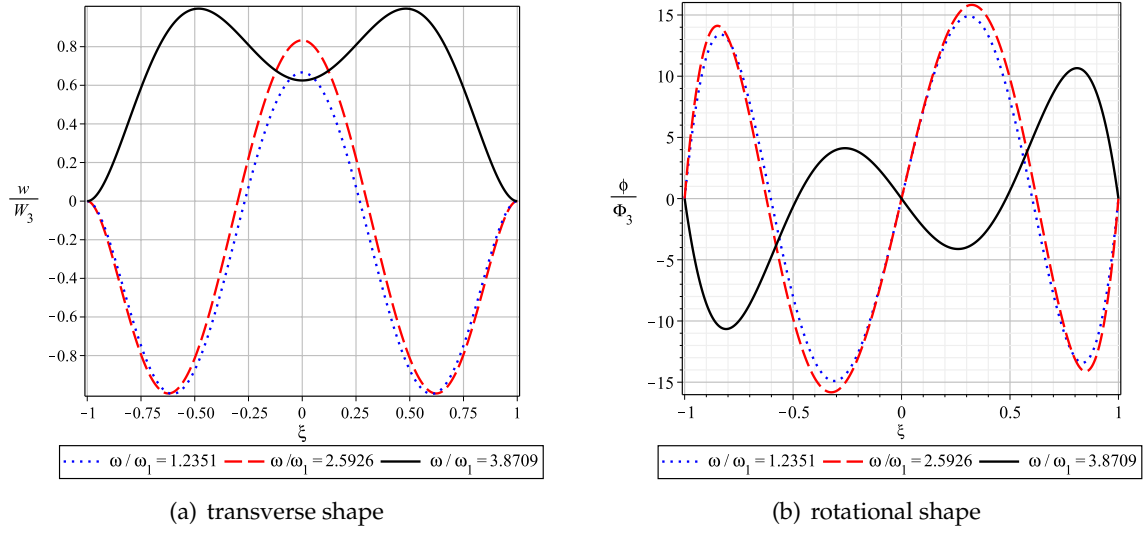 0.8
0.6
0.4
0.2
0
−0.2
−0.4
−0.6
−0.8
w
W3
−1 −0.75 −0.5 −0.25 0 0.25 0.5 0.75 1
ξ
ω / ω1 = 1.2351 ω/ω1 = 2.5926 ω / ω1 = 3.8709
(a) transverse shape
15
10
5
0
−5
−10
−15
ϕ
Φ3
−1 −0.5 0 0.5 1
ξ
ω / ω1 = 1.2351 ω/ω1 = 2.5926 ω / ω1 = 3.8709
(b) rotational shape